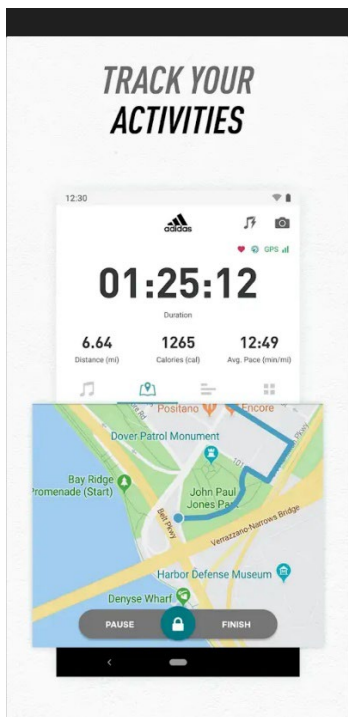 TRACK YOUR
ACTIVITIES
12:30
adidas
GPS
01:25:12
Duration
6.64 1265 12:49
Distance (mi) Calories (cal) Avg. Pace (min/mi)
Positano Encore
Pkwy
Dover Patrol Monument
101
Bay Ridge
Promenade (Start)
John Paul
Jones Park
Belt Pkwy
Verrazzano-Narrows Bridge
Harbor Defense Museum
Denyse Wharf
PAUSE FINISH